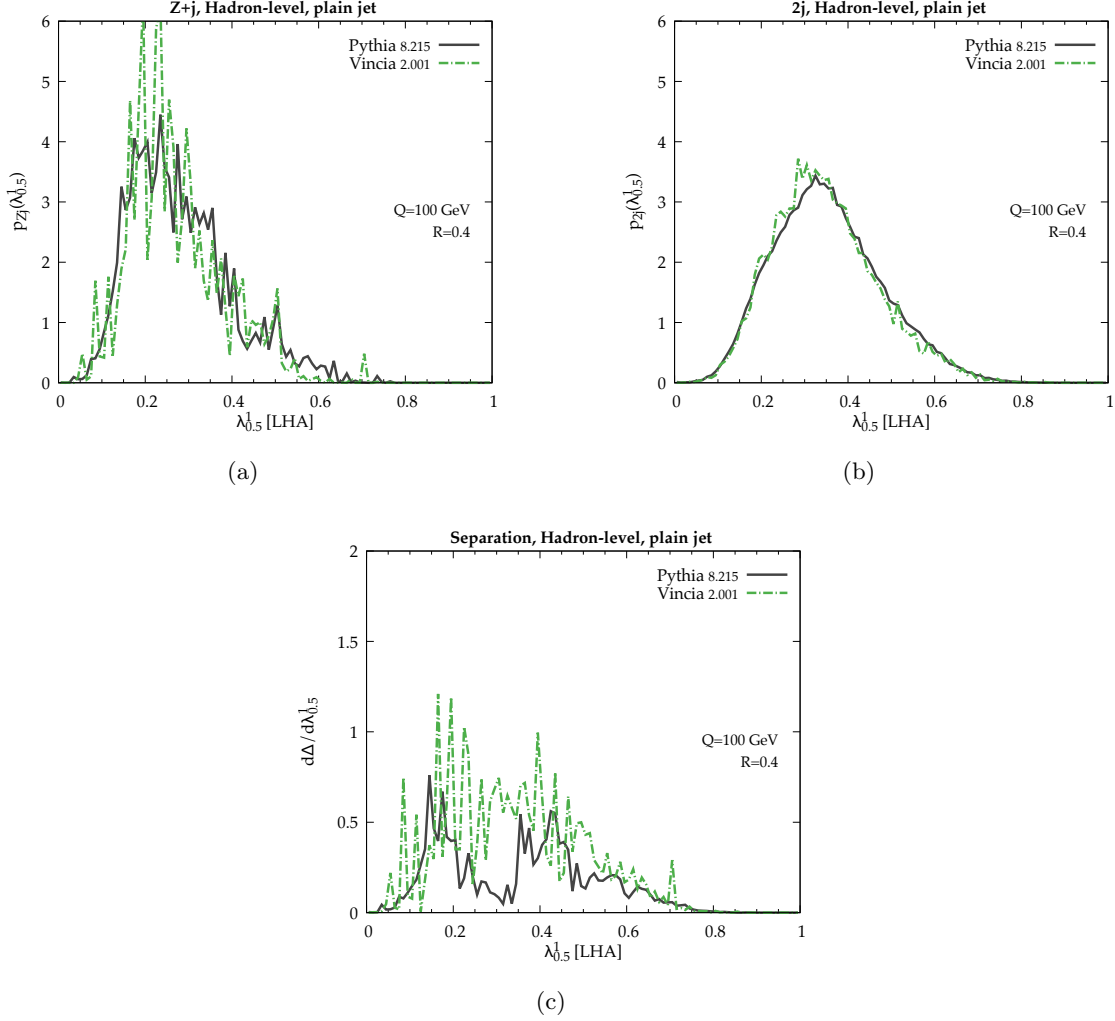 Z+j, Hadron-level, plain jet
Pythia 8.215
Vincia 2.001
Q=100 GeV
R=0.4
p_Zj(λ^1_0.5)
0 1 2 3 4 5 6
0 0.2 0.4 0.6 0.8 1
λ^1_0.5 [LHA]
(a)
2j, Hadron-level, plain jet
Pythia 8.215
Vincia 2.001
Q=100 GeV
R=0.4
p_2j(λ^1_0.5)
0 1 2 3 4 5 6
0 0.2 0.4 0.6 0.8 1
λ^1_0.5 [LHA]
(b)
Separation, Hadron-level, plain jet
Pythia 8.215
Vincia 2.001
Q=100 GeV
R=0.4
dΔ/dλ^1_0.5
0 0.5 1 1.5 2
0 0.2 0.4 0.6 0.8 1
λ^1_0.5 [LHA]
(c)